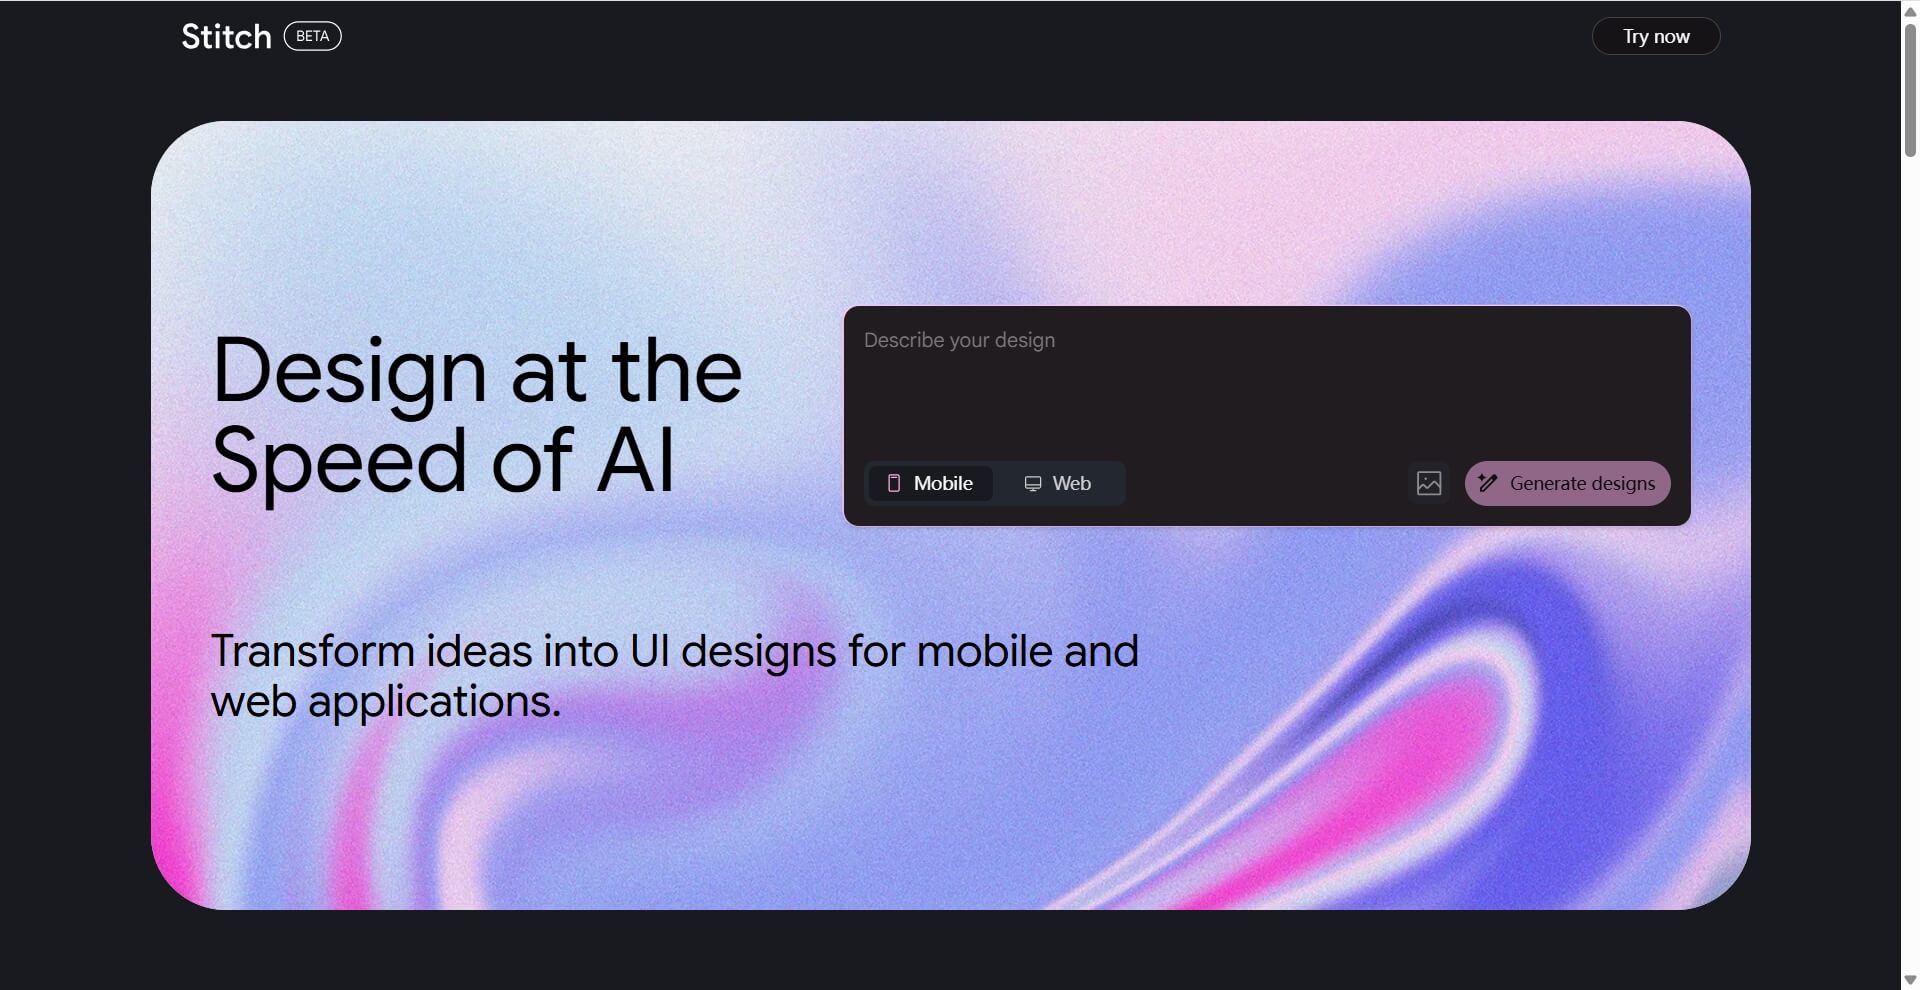 Stitch BETA
Try now
Design at the
Speed of AI
Describe your design
Mobile
Web
Generate designs
Transform ideas into UI designs for mobile and
web applications.